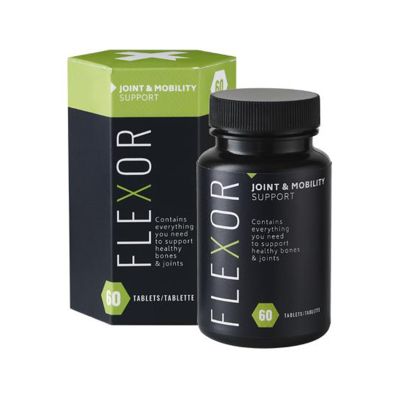 JOINT & MOBILITY
SUPPORT
60
FLEXOR
60
TABLETS/TABLETTE
FLEXOR
JOINT & MOBILITY
SUPPORT
Contains
everything
you need
to support
healthy
bones
& joints
60
TABLETS/TABLETTE
Contains
everything
you need
to support
healthy
bones
& joints